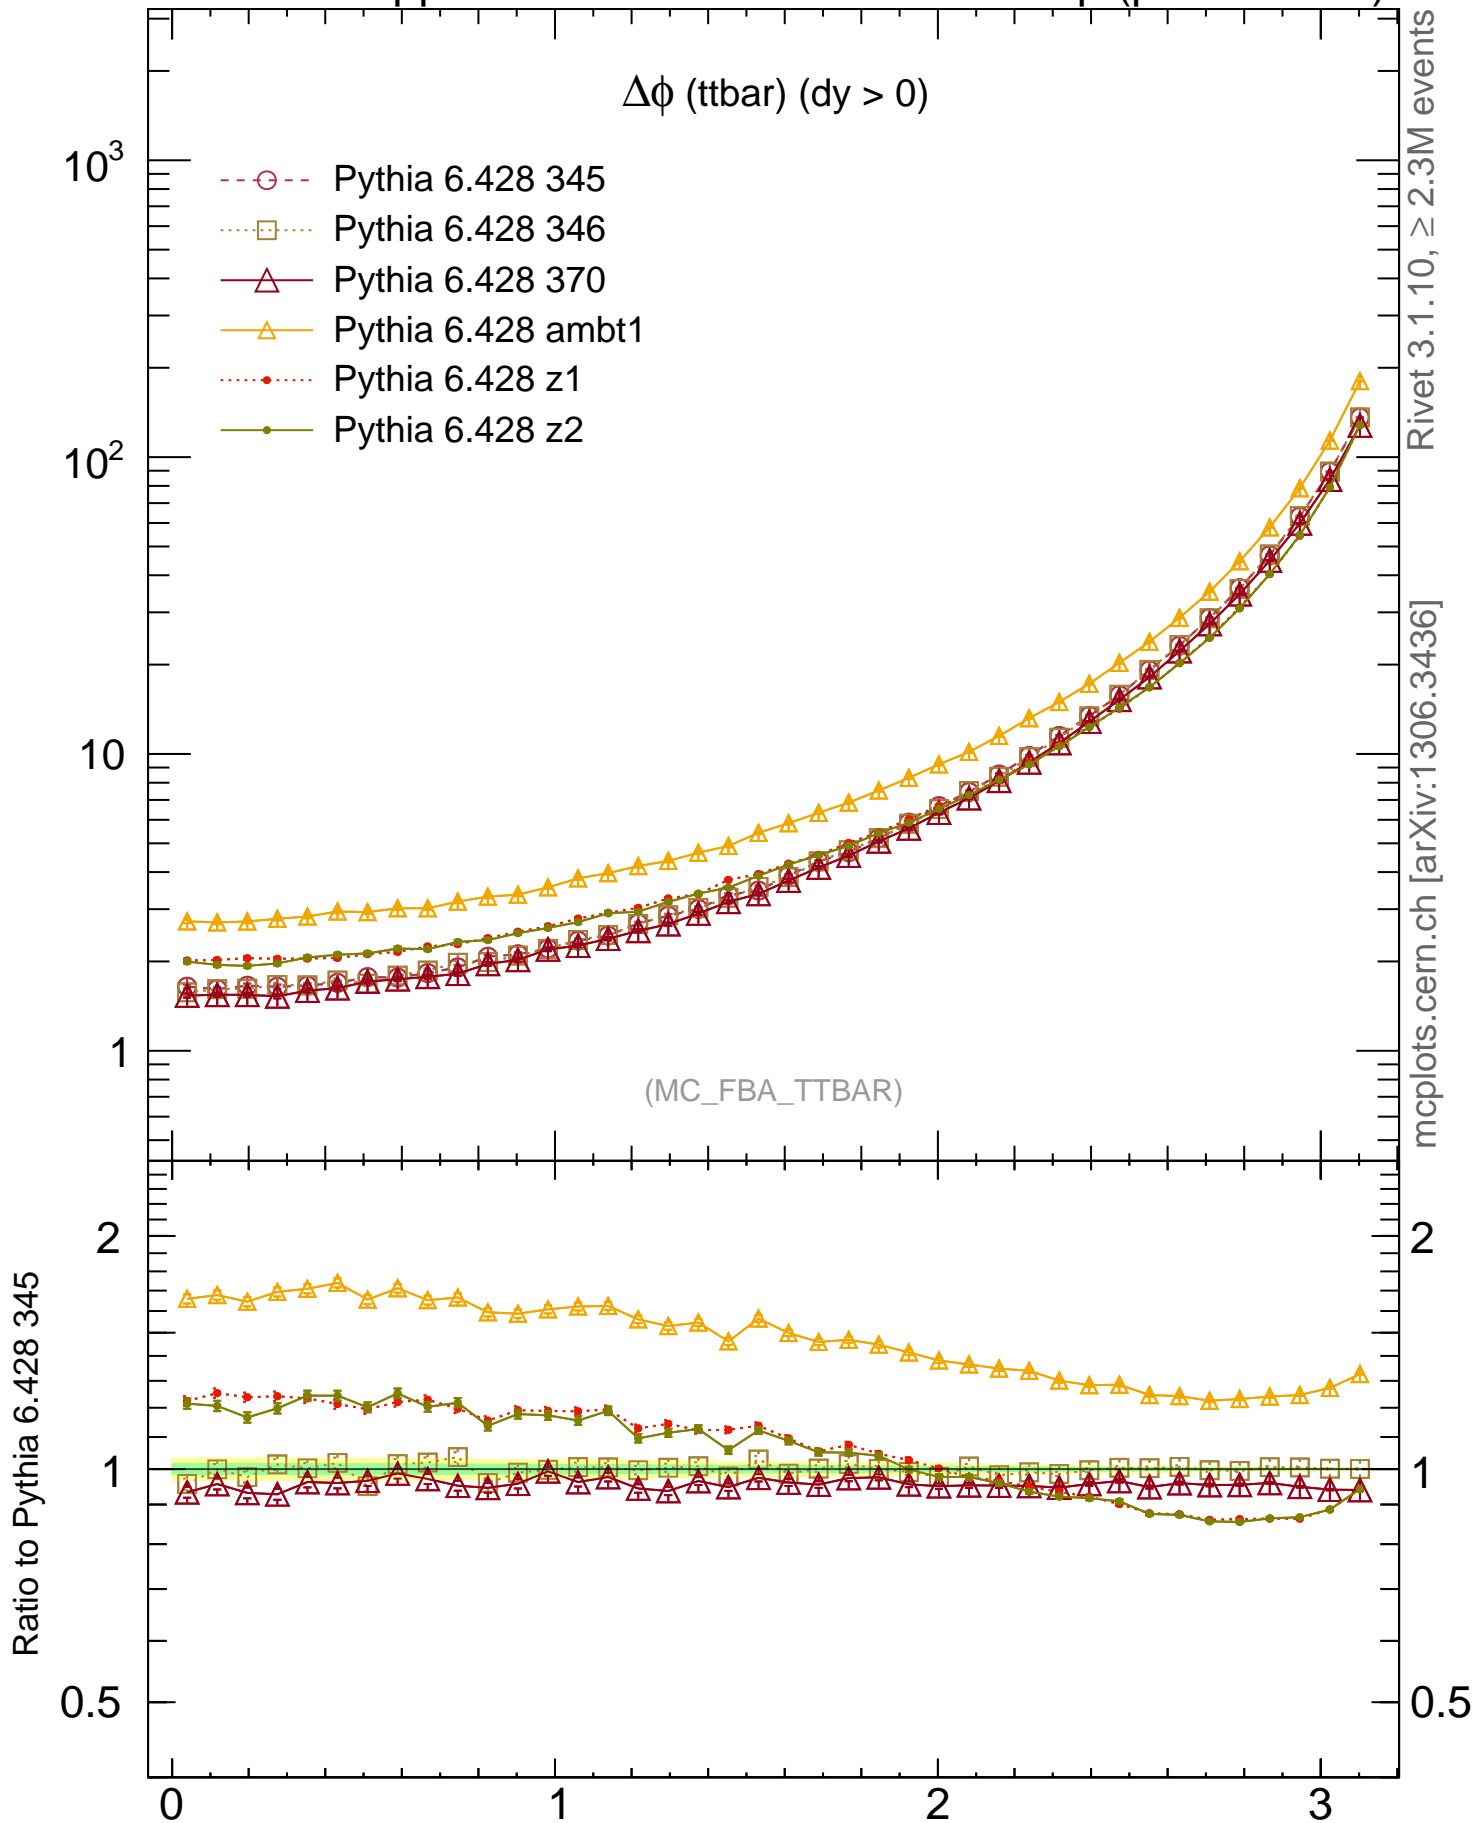 Δϕ (ttbar) (dy > 0)
Pythia 6.428 345
Pythia 6.428 346
Pythia 6.428 370
Pythia 6.428 ambt1
Pythia 6.428 z1
Pythia 6.428 z2
10³
10²
10
1
(MC_FBA_TTBAR)
Rivet 3.1.10, ≥ 2.3M events
mcplots.cern.ch [arXiv:1306.3436]
Ratio to Pythia 6.428 345
2
1
0.5
2
1
0.5
0 1 2 3